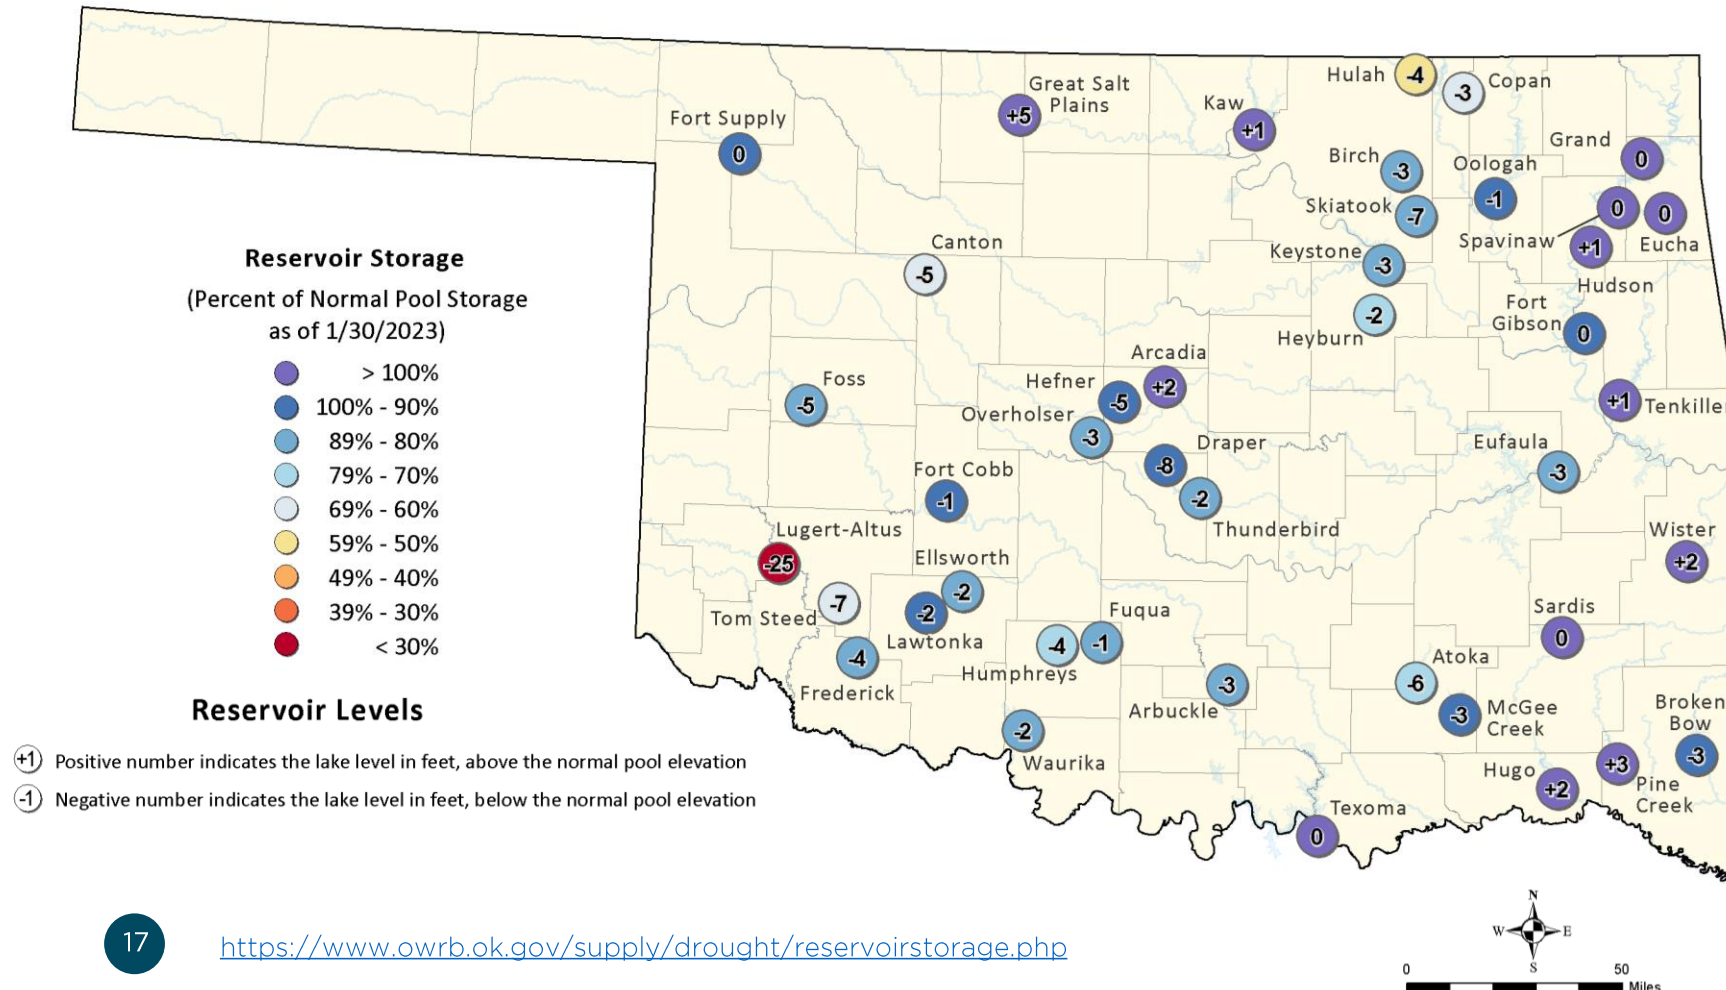 Hulah
-4
-3
Copan
Great Salt
Plains
+5
Kaw
+1
Fort Supply
0
Grand
0
Birch
-3
Oologah
-1
Skiatook
-7
0
0
Spavinaw
Eucha
+1
Hudson
Keystone
-3
Canton
-5
Heyburn
-2
Fort
Gibson
0
Reservoir Storage
(Percent of Normal Pool Storage
as of 1/30/2023)
> 100%
100% - 90%
89% - 80%
79% - 70%
69% - 60%
59% - 50%
49% - 40%
39% - 30%
< 30%
Arcadia
+2
Hefner
-5
Overholser
-3
Foss
-5
+1
Tenkiller
Draper
-8
Eufaula
-3
Fort Cobb
-1
-2
Thunderbird
Lugert-Altus
-25
Wister
+2
Ellsworth
-2
Tom Steed
-7
-2
Lawtonka
Fuqua
-4
-1
Humphreys
Sardis
0
-4
Frederick
Atoka
-6
-3
Arbuckle
-3
McGee
Creek
Broken
Bow
-3
-2
Waurika
Hugo
+2
+3
Pine
Creek
Texoma
0
Reservoir Levels
+1 Positive number indicates the lake level in feet, above the normal pool elevation
-1 Negative number indicates the lake level in feet, below the normal pool elevation
17
https://www.owrb.ok.gov/supply/drought/reservoirstorage.php
N
W
E
S
0
50
Miles